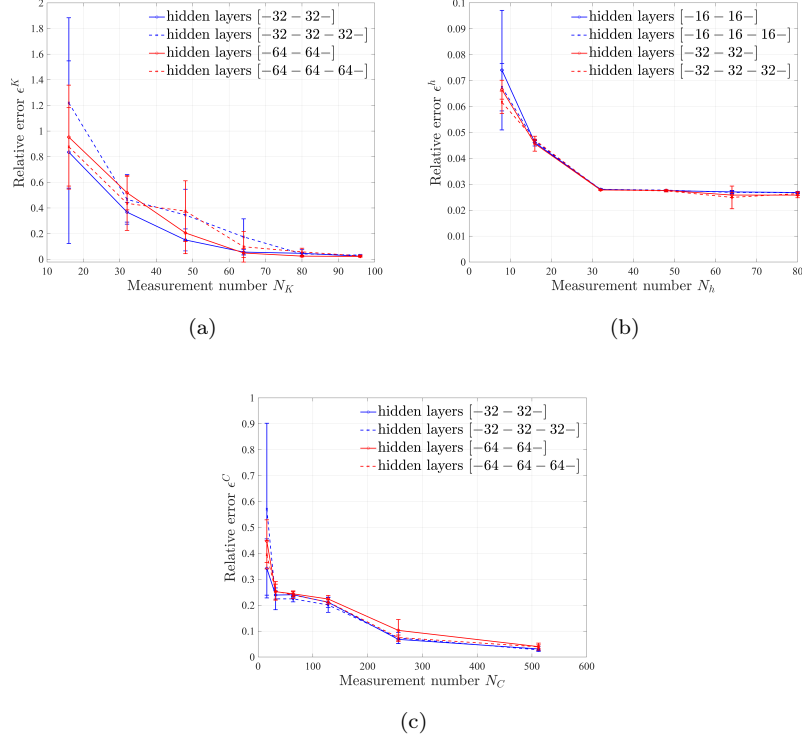 2
1.8
1.6
1.4
1.2
1
0.8
0.6
0.4
0.2
0
Relative error ϵ^K
hidden layers [−32 − 32−]
hidden layers [−32 − 32 − 32−]
hidden layers [−64 − 64−]
hidden layers [−64 − 64 − 64−]
10 20 30 40 50 60 70 80 90 100
Measurement number N_K
(a)
0.1
0.09
0.08
0.07
0.06
0.05
0.04
0.03
0.02
0.01
0
Relative error ϵ^h
hidden layers [−16 − 16−]
hidden layers [−16 − 16 − 16−]
hidden layers [−32 − 32−]
hidden layers [−32 − 32 − 32−]
0 10 20 30 40 50 60 70 80
Measurement number N_h
(b)
1
0.9
0.8
0.7
0.6
0.5
0.4
0.3
0.2
0.1
0
Relative error ϵ^C
hidden layers [−32 − 32−]
hidden layers [−32 − 32 − 32−]
hidden layers [−64 − 64−]
hidden layers [−64 − 64 − 64−]
0 100 200 300 400 500 600
Measurement number N_C
(c)